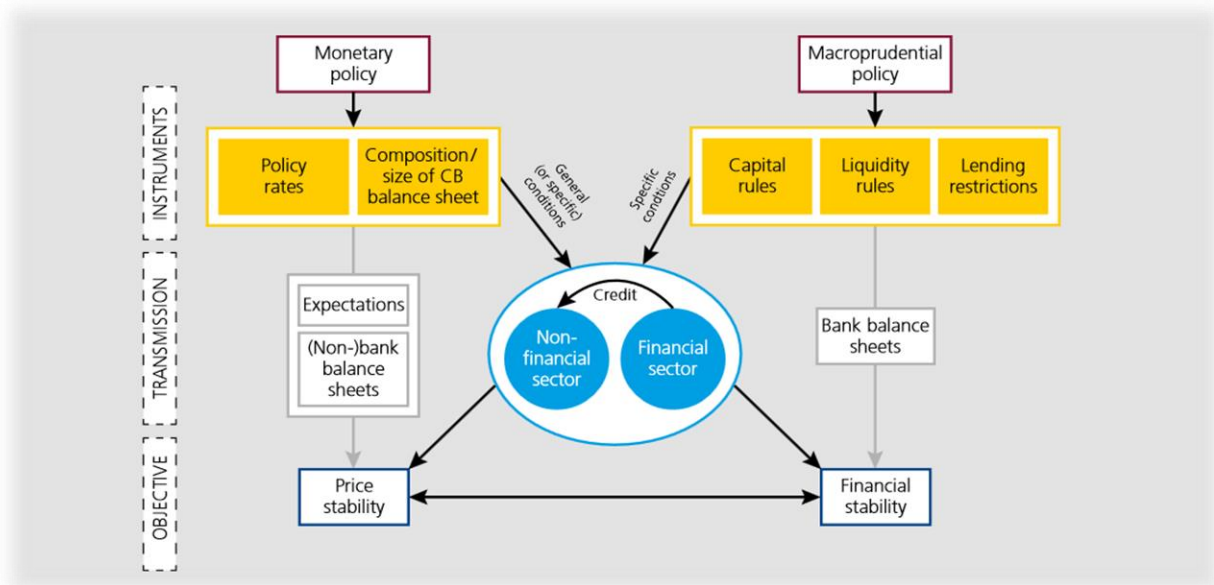 Monetary
policy
Macroprudential
policy
INSTRUMENTS
Policy
rates
Composition/
size of CB
balance sheet
General
(or specific)
conditions
Specific
condtions
Capital
rules
Liquidity
rules
Lending
restrictions
TRANSMISSION
Expectations
(Non-)bank
balance
sheets
Credit
Non-
financial
sector
Financial
sector
Bank balance
sheets
OBJECTIVE
Price
stability
Financial
stability